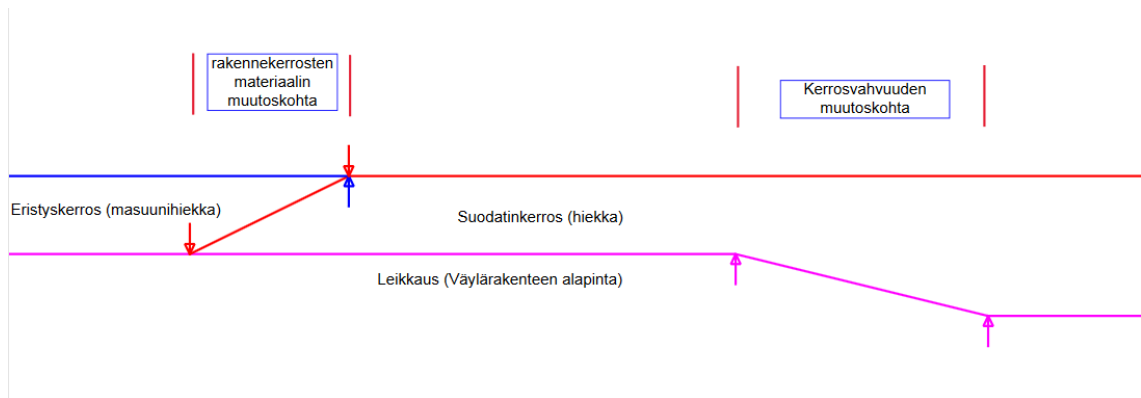 rakennekerrosten
materiaalin
muutoskohta
Kerrosvahvuuden
muutoskohta
Eristyskerros (masuunihiekka)
Suodatinkerros (hiekka)
Leikkaus (Väylärakenteen alapinta)